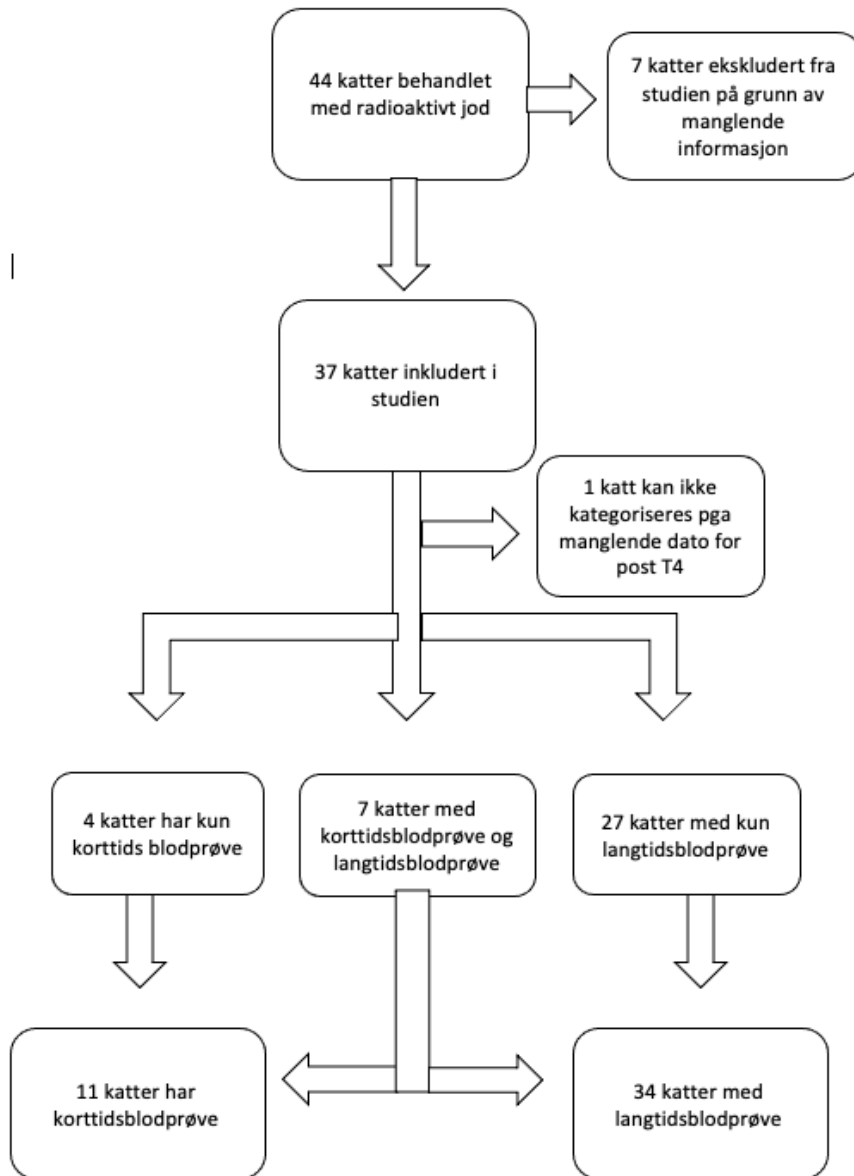 44 katter behandlet
med radioaktivt jod
7 katter ekskludert fra
studien på grunn av
manglende
informasjon
37 katter inkludert i
studien
1 katt kan ikke
kategoriseres pga
manglende dato for
post T4
4 katter har kun
korttids blodprøve
7 katter med
korttidsblodprøve og
langtidsblodprøve
27 katter med kun
langtidsblodprøve
11 katter har
korttidsblodprøve
34 katter med
langtidsblodprøve